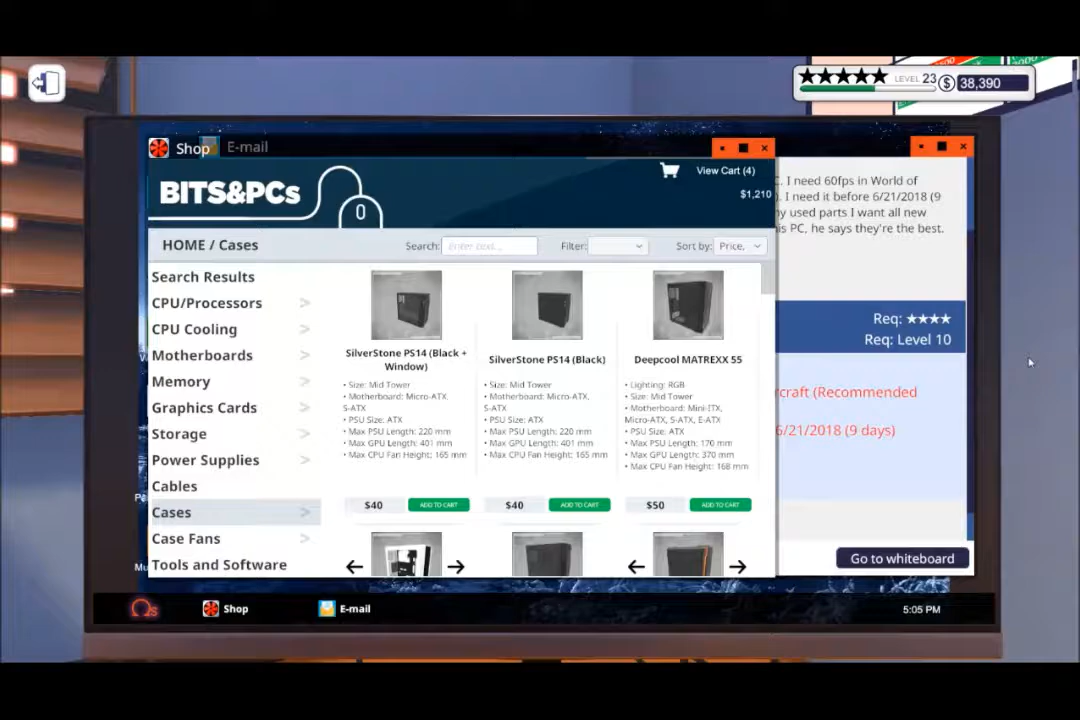 LEVEL 23 $ 38,390
Shop E-mail
BITS&PCs
View Cart (4)
$1,210
C. I need 60fps in World of
). I need it before 6/21/2018 (9
ny used parts I want all new
is PC, he says they're the best.
HOME / Cases
Search: Enter text...
Filter:
Sort by: Price,
Search Results
CPU/Processors >
CPU Cooling >
Motherboards >
Memory >
Graphics Cards >
Storage >
Power Supplies >
Cables
Cases >
Case Fans >
Tools and Software
SilverStone PS14 (Black +
Window)
• Size: Mid Tower
• Motherboard: Micro-ATX,
S-ATX
• PSU Size: ATX
• Max PSU Length: 220 mm
• Max GPU Length: 401 mm
• Max CPU Fan Height: 165 mm
$40 ADD TO CART
SilverStone PS14 (Black)
• Size: Mid Tower
• Motherboard: Micro-ATX,
S-ATX
• PSU Size: ATX
• Max PSU Length: 220 mm
• Max GPU Length: 401 mm
• Max CPU Fan Height: 165 mm
$40 ADD TO CART
Deepcool MATREXX 55
• Lighting: RGB
• Size: Mid Tower
• Motherboard: Mini-ITX,
Micro-ATX, S-ATX, E-ATX
• PSU Size: ATX
• Max PSU Length: 170 mm
• Max GPU Length: 370 mm
• Max CPU Fan Height: 168 mm
$50 ADD TO CART
Req: ★★★★
Req: Level 10
rcraft (Recommended
6/21/2018 (9 days)
Go to whiteboard
Shop
E-mail
5:05 PM